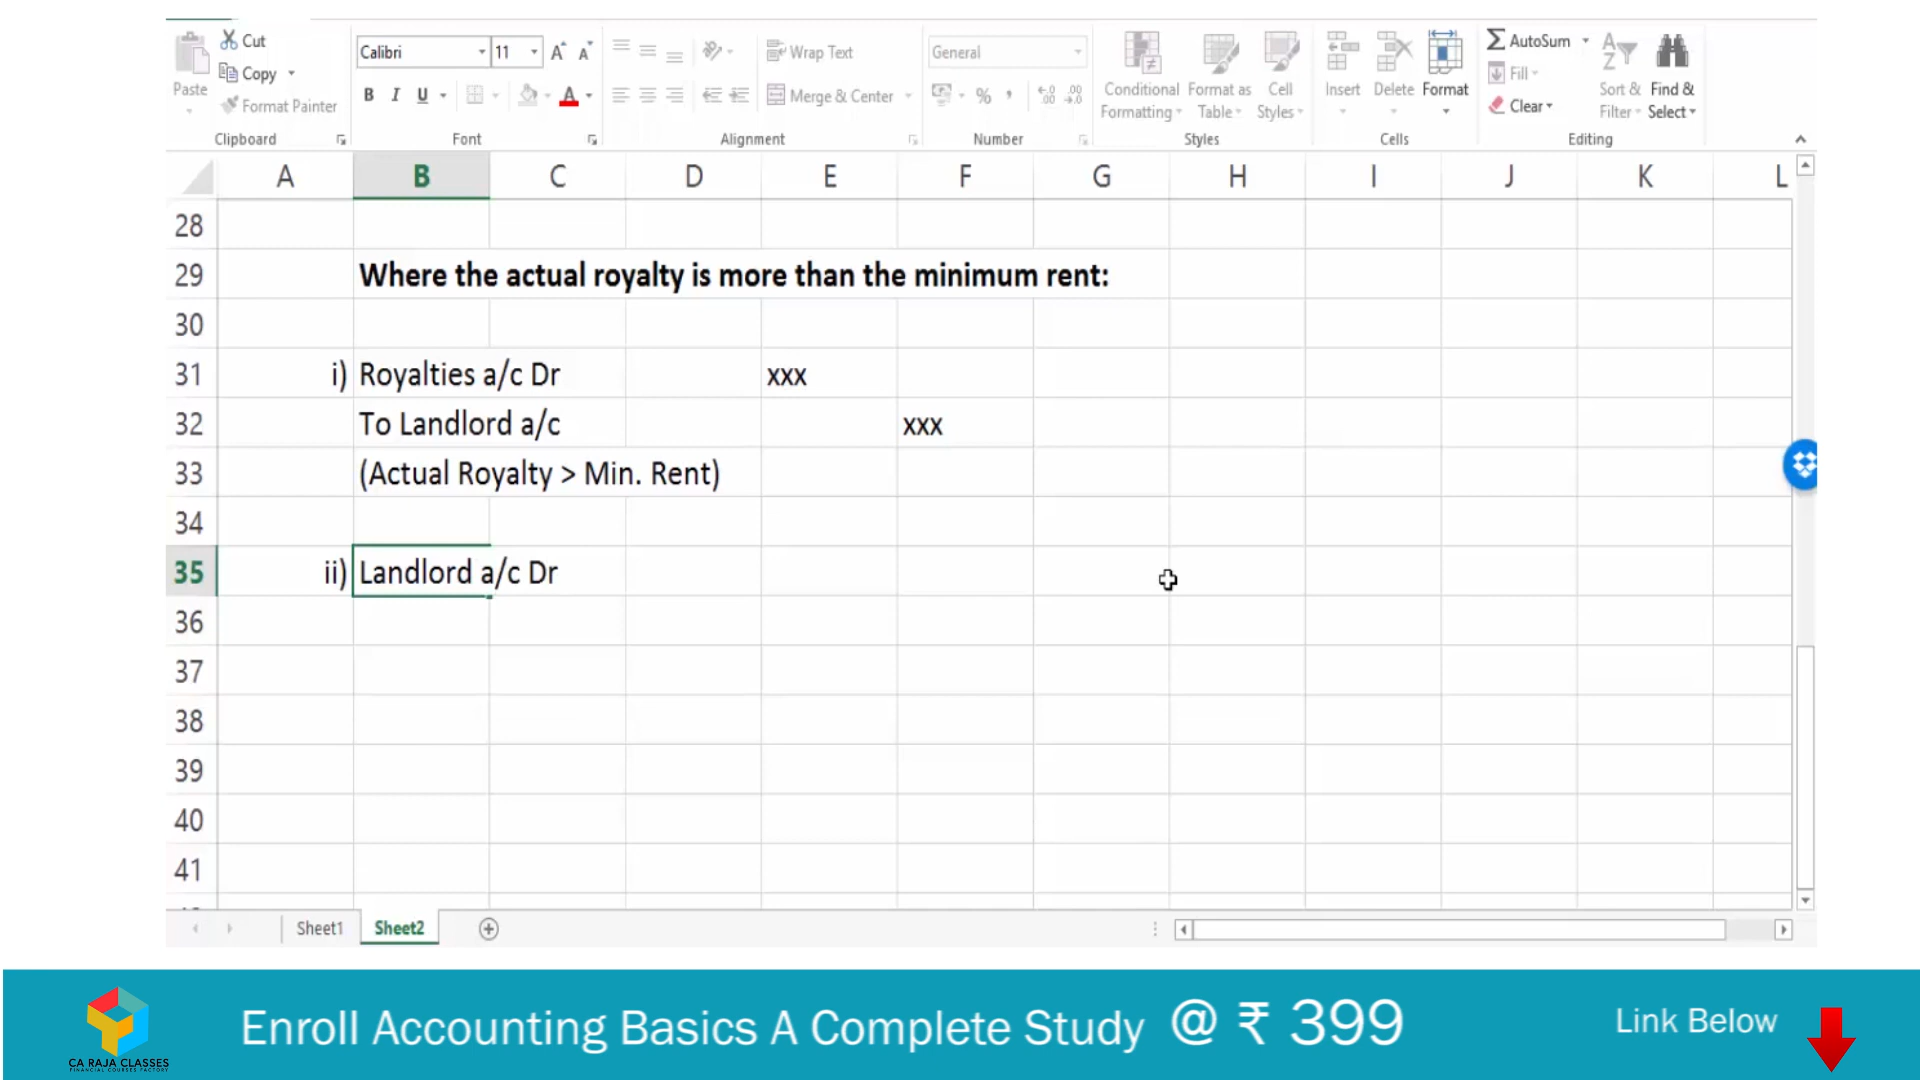 Cut
Copy
Format Painter
Paste
Clipboard
Calibri 11
B I U
Font
Wrap Text
Merge & Center
Alignment
General
%
Number
Conditional Formatting
Format as Table
Cell Styles
Styles
Insert Delete Format
Cells
AutoSum
Fill
Clear
Sort & Filter
Find & Select
Editing
A B C D E F G H I J K L
28
29 Where the actual royalty is more than the minimum rent:
30
31 i) Royalties a/c Dr xxx
32 To Landlord a/c xxx
33 (Actual Royalty > Min. Rent)
34
35 ii) Landlord a/c Dr
36
37
38
39
40
41
Sheet1 Sheet2
Enroll Accounting Basics A Complete Study @ ₹ 399
Link Below
CA RAJA CLASSES
FINANCIAL COURSES FACTORY